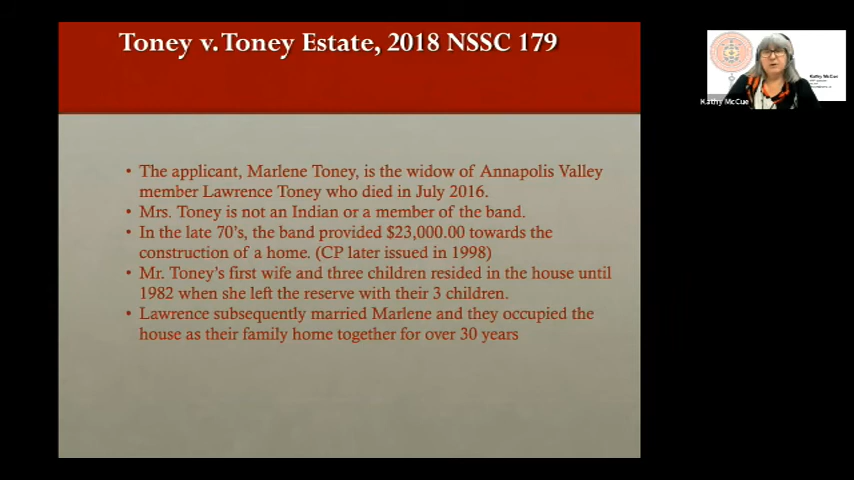 Toney v. Toney Estate, 2018 NSSC 179
• The applicant, Marlene Toney, is the widow of Annapolis Valley
member Lawrence Toney who died in July 2016.
• Mrs. Toney is not an Indian or a member of the band.
• In the late 70's, the band provided $23,000.00 towards the
construction of a home. (CP later issued in 1998)
• Mr. Toney's first wife and three children resided in the house until
1982 when she left the reserve with their 3 children.
• Lawrence subsequently married Marlene and they occupied the
house as their family home together for over 30 years
Kathy McCue
Kathy McCue